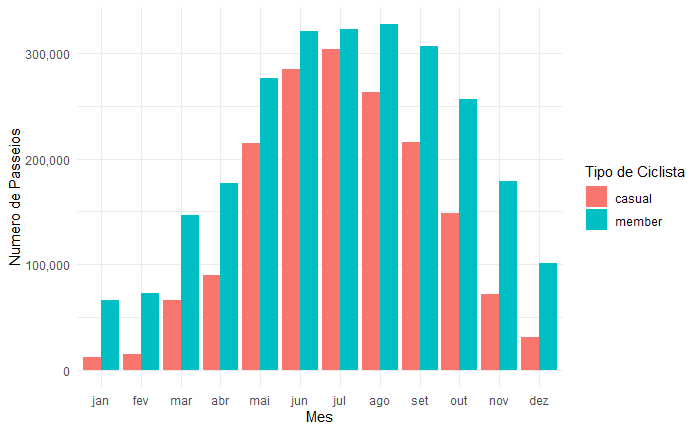 300,000
200,000
100,000
0
Numero de Passeios
jan fev mar abr mai jun jul ago set out nov dez
Mes
Tipo de Ciclista
casual
member